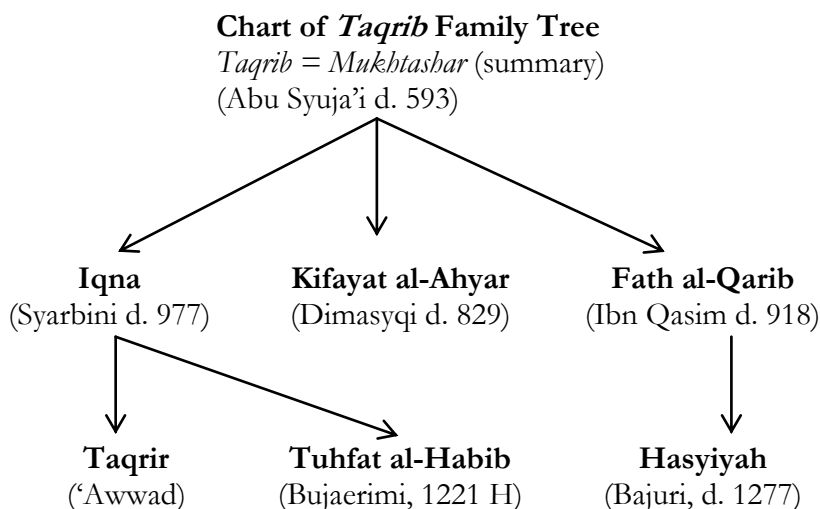 Chart of Taqrib Family Tree
Taqrib = Mukhtashar (summary)
(Abu Syuja’i d. 593)
Iqna
(Syarbini d. 977)
Kifayat al-Ahyar
(Dimasyqi d. 829)
Fath al-Qarib
(Ibn Qasim d. 918)
Taqrir
(‘Awwad)
Tuhfat al-Habib
(Bujaerimi, 1221 H)
Hasyiyah
(Bajuri, d. 1277)